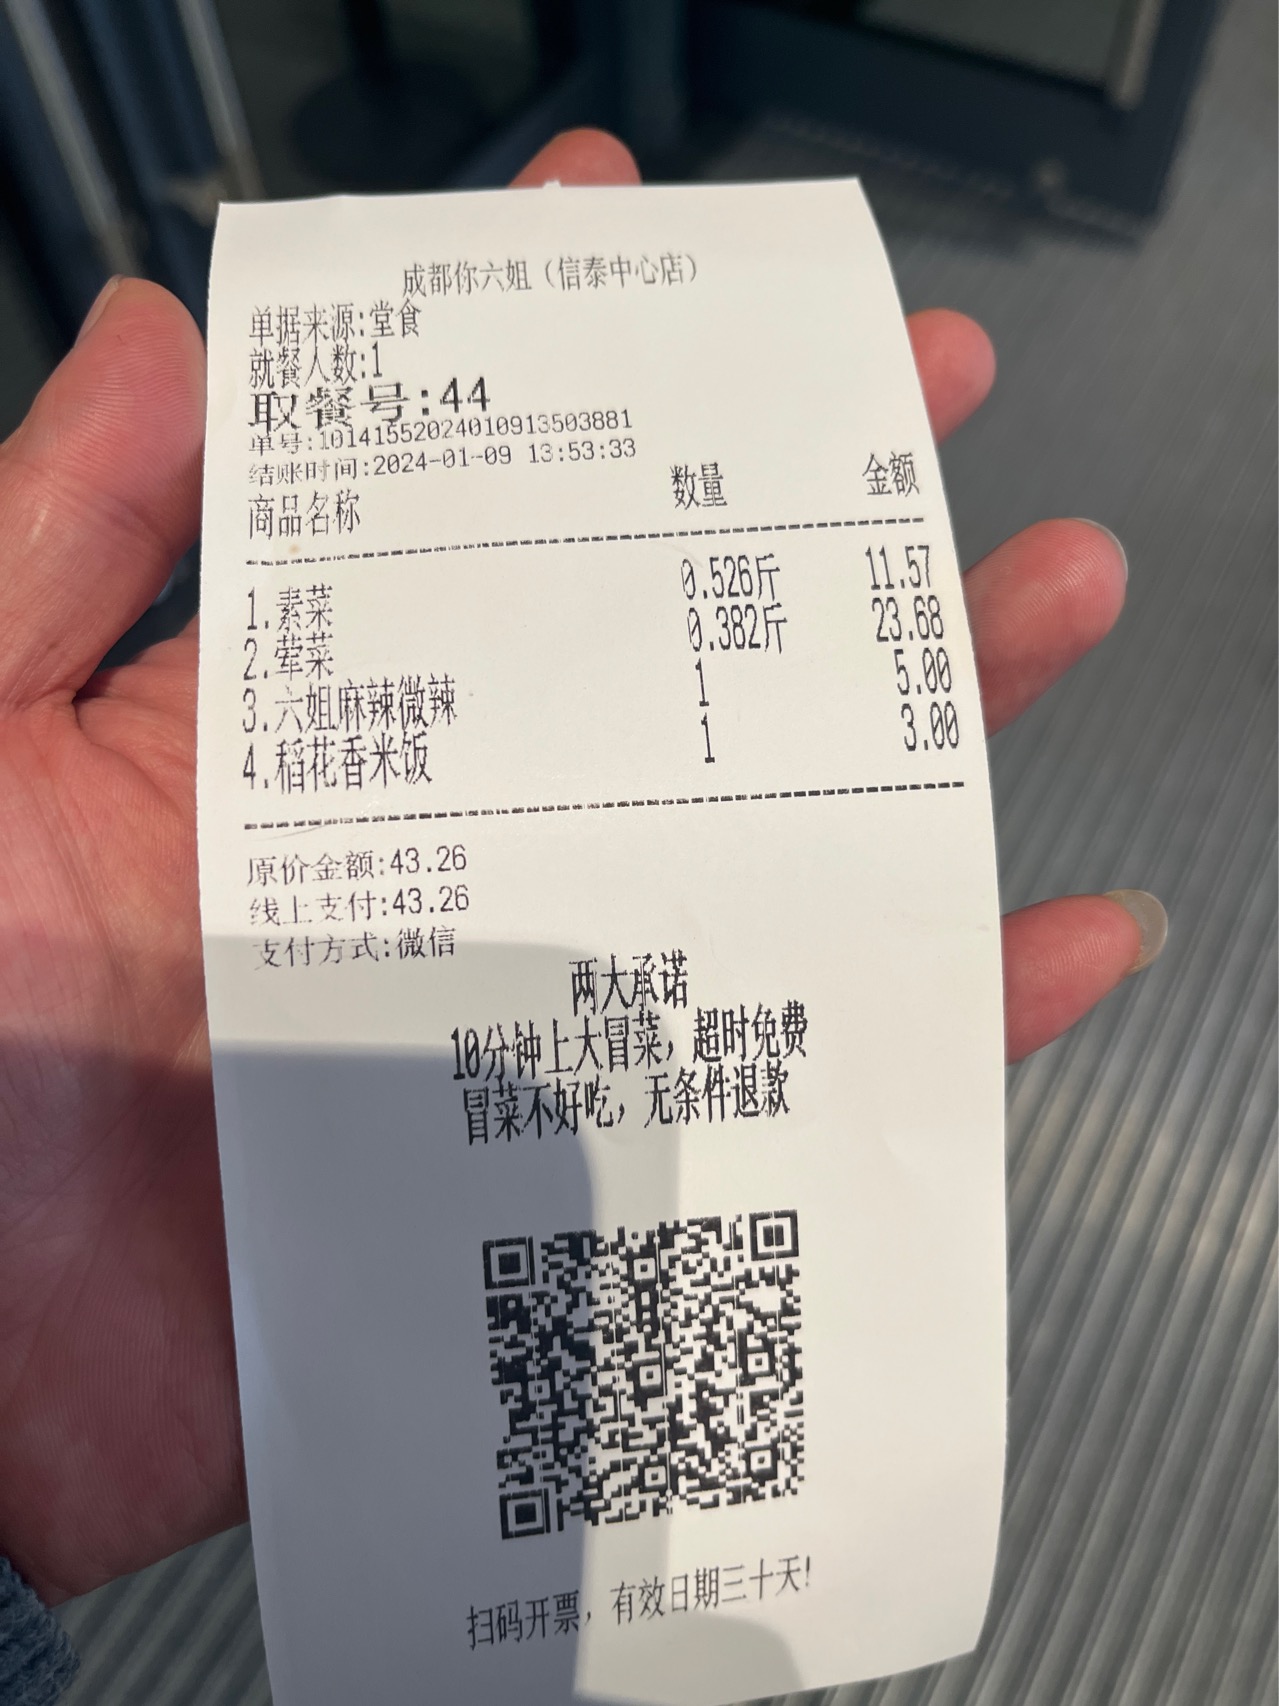 成都你六姐（信泰中心店）
单据来源:堂食
就餐人数:1
取餐号:44
单号:10141552024010913503881
结账时间:2024-01-09 13:53:33
商品名称 数量 金额
1.素菜 0.526斤 11.57
2.荤菜 0.382斤 23.68
3.六姐麻辣微辣 1 5.00
4.稻花香米饭 1 3.00
原价金额:43.26
线上支付:43.26
支付方式:微信
两大承诺
10分钟上大冒菜，超时免费
冒菜不好吃，无条件退款
扫码开票，有效日期三十天!